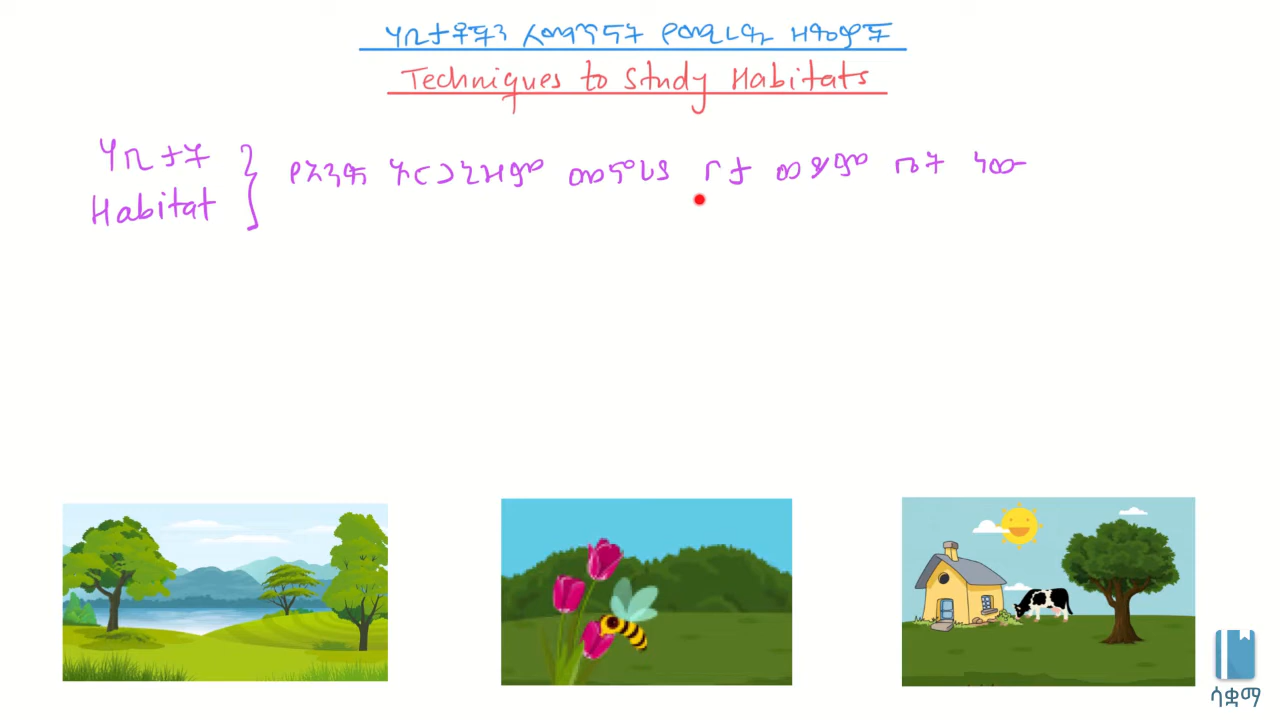 ሃቢታቶችን ለማጥናት የሚረዱ ዘዴዎች
Techniques to Study Habitats
ሃቢታት
Habitat
የአንድ ኦርጋኒዝም መኖሪያ ቦታ ወይም ቤት ነው
ሳቋማ